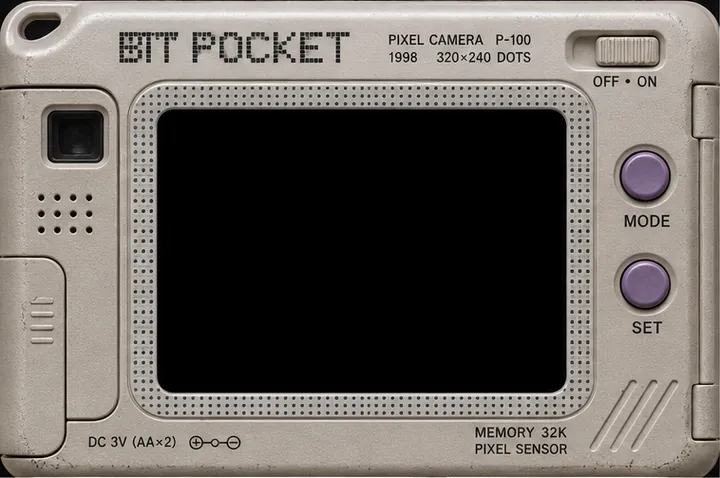 BIT POCKET
PIXEL CAMERA P-100
1998 320×240 DOTS
OFF • ON
MODE
SET
DC 3V (AA×2)
MEMORY 32K
PIXEL SENSOR